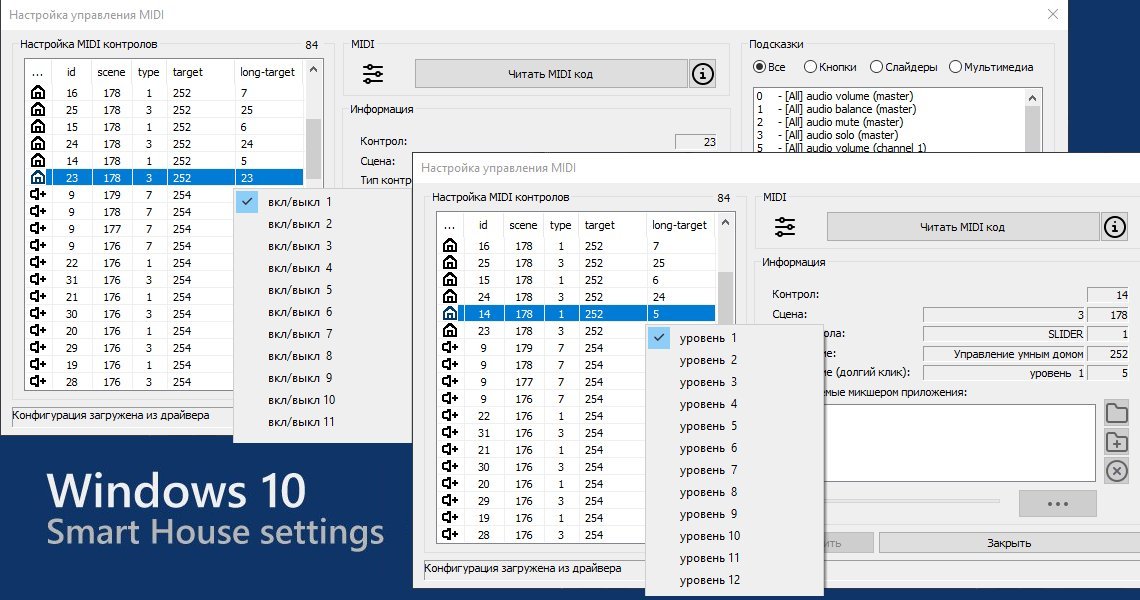 Настройка управления MIDI
Настройка MIDI контролов 84
... id scene type target long-target
16 178 1 252 7
25 178 3 252 25
15 178 1 252 6
24 178 3 252 24
14 178 1 252 5
23 178 3 252 23
9 179 7 254
9 178 7 254
9 177 7 254
9 176 7 254
22 176 1 254
31 176 3 254
21 176 1 254
30 176 3 254
20 176 1 254
29 176 3 254
19 176 1 254
28 176 3 254
Конфигурация загружена из драйвера
вкл/выкл 1
вкл/выкл 2
вкл/выкл 3
вкл/выкл 4
вкл/выкл 5
вкл/выкл 6
вкл/выкл 7
вкл/выкл 8
вкл/выкл 9
вкл/выкл 10
вкл/выкл 11
MIDI
Читать MIDI код
Информация
Контрол: 23
Сцена:
Тип контр
Подсказки
Все Кнопки Слайдеры Мультимедиа
0 - [All] audio volume (master)
1 - [All] audio balance (master)
2 - [All] audio mute (master)
3 - [All] audio solo (master)
5 - [All] audio volume (channel 1)
Настройка управления MIDI
Настройка MIDI контролов 84
... id scene type target long-target
16 178 1 252 7
25 178 3 252 25
15 178 1 252 6
24 178 3 252 24
14 178 1 252 5
23 178 3 252
9 179 7 254
9 178 7 254
9 177 7 254
9 176 7 254
22 176 1 254
31 176 3 254
21 176 1 254
30 176 3 254
20 176 1 254
29 176 3 254
19 176 1 254
28 176 3 254
Конфигурация загружена из драйвера
уровень 1
уровень 2
уровень 3
уровень 4
уровень 5
уровень 6
уровень 7
уровень 8
уровень 9
уровень 10
уровень 11
уровень 12
MIDI
Читать MIDI код
Информация
Контрол: 14
Сцена: 3 178
ола: SLIDER 1
ие: Управление умным домом 252
ие (долгий клик): уровень 1 5
емые микшером приложения:
...
ить
Закрыть
Windows 10
Smart House settings